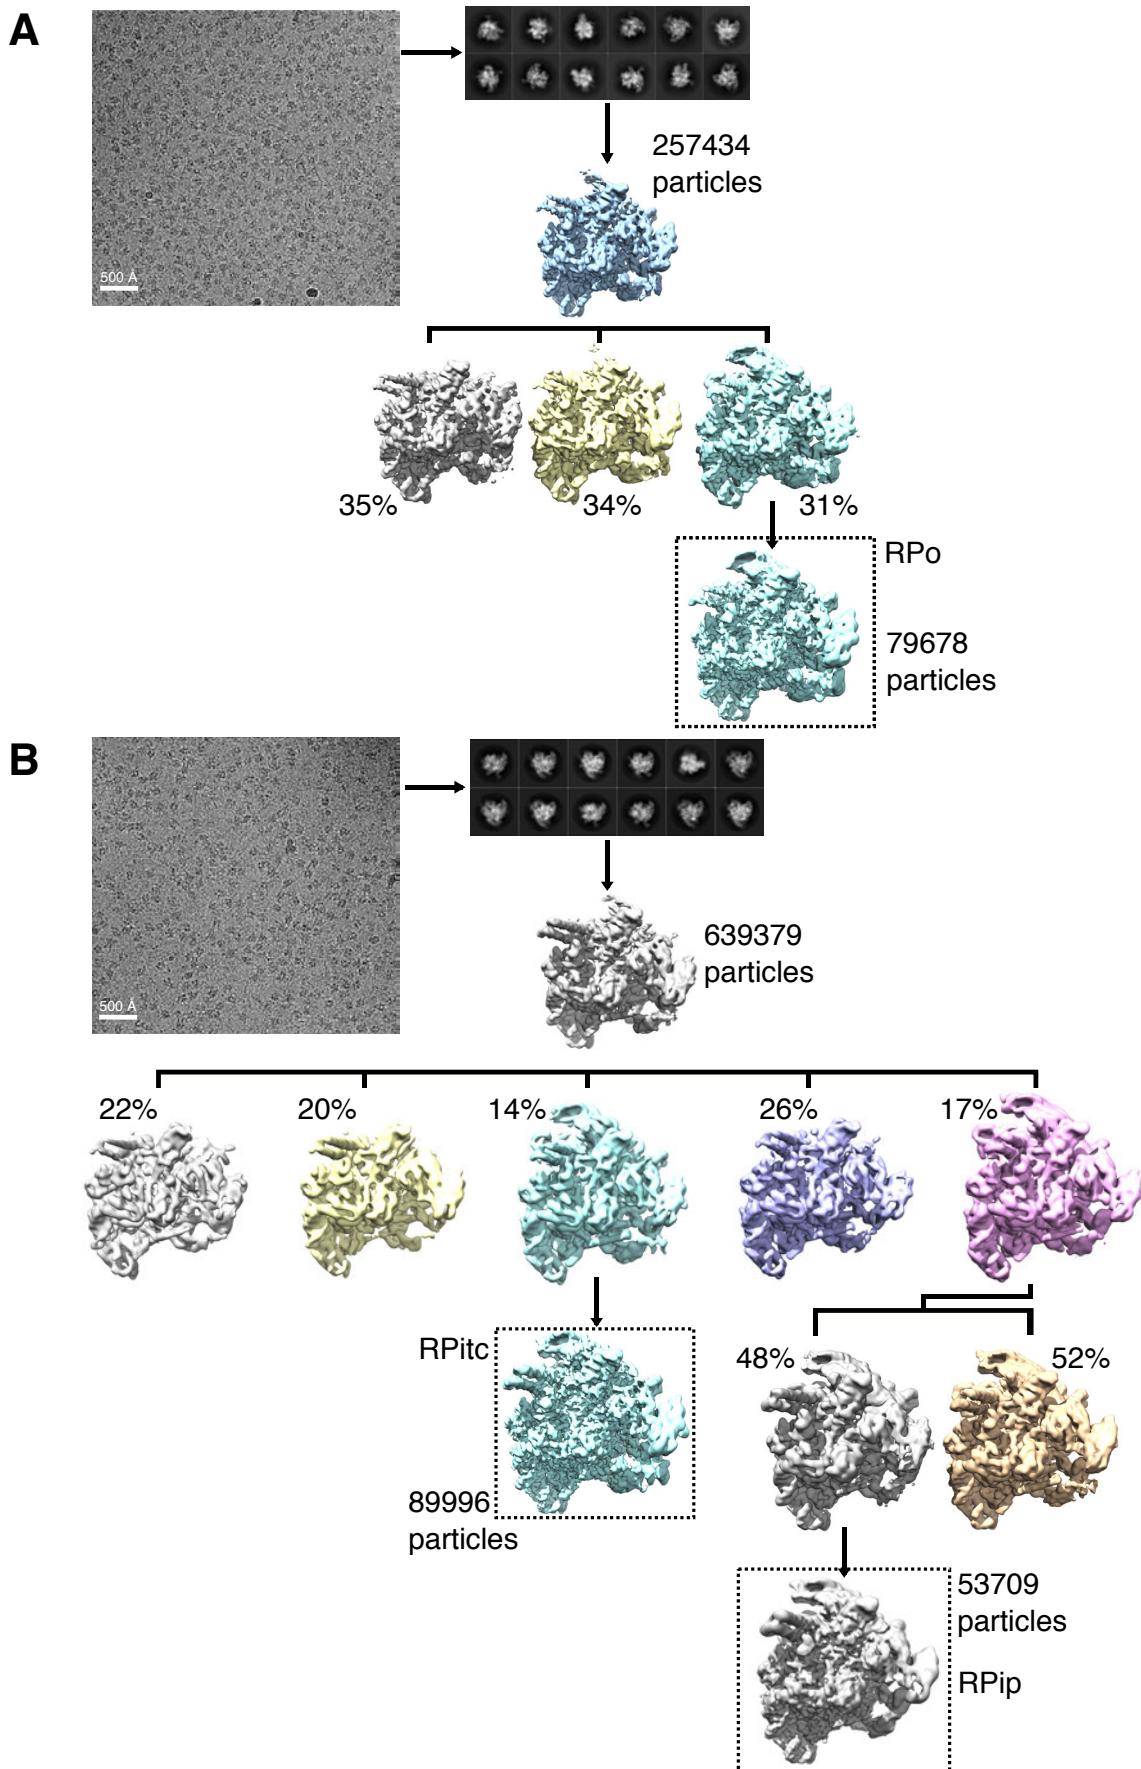 A
500 Å
257434
particles
35%
34%
31%
RPo
79678
particles
B
500 Å
639379
particles
22%
20%
14%
26%
17%
RPitc
48%
52%
89996
particles
53709
particles
RPip